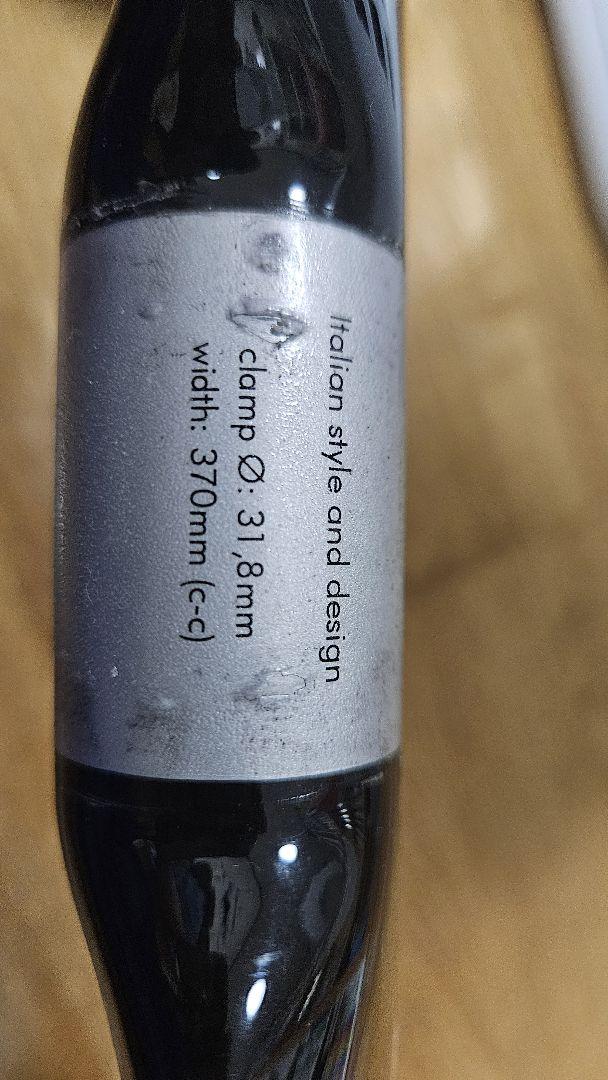 Italian style and design
clamp Ø: 31,8mm
width: 370mm (c-c)